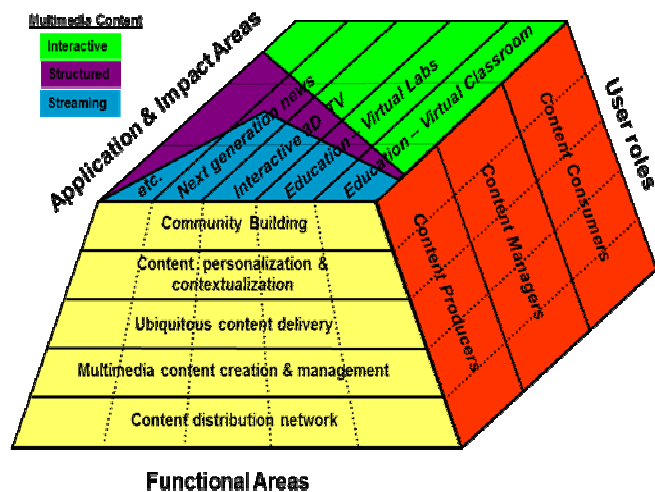 Multimedia Content
Interactive
Structured
Streaming
Application & Impact Areas
etc.
Next generation news
Interactive 3D TV
Education – Virtual Labs
Education – Virtual Classroom
User roles
Content Producers
Content Managers
Content Consumers
Community Building
Content personalization &
contextualization
Ubiquitous content delivery
Multimedia content creation & management
Content distribution network
Functional Areas